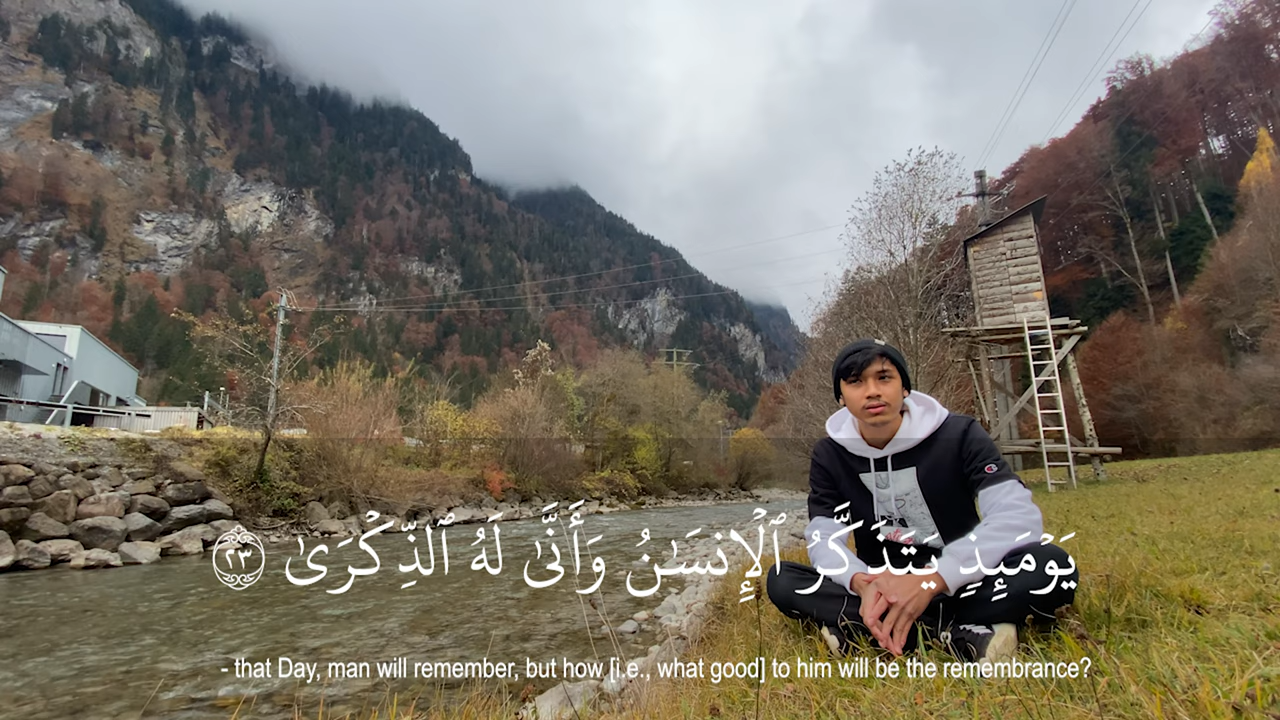 يَوْمَئِذٍ يَتَذَكَّرُ ٱلْإِنسَـٰنُ وَأَنَّىٰ لَهُ ٱلذِّكْرَىٰ ٢٣
- that Day, man will remember, but how [i.e., what good] to him will be the remembrance?